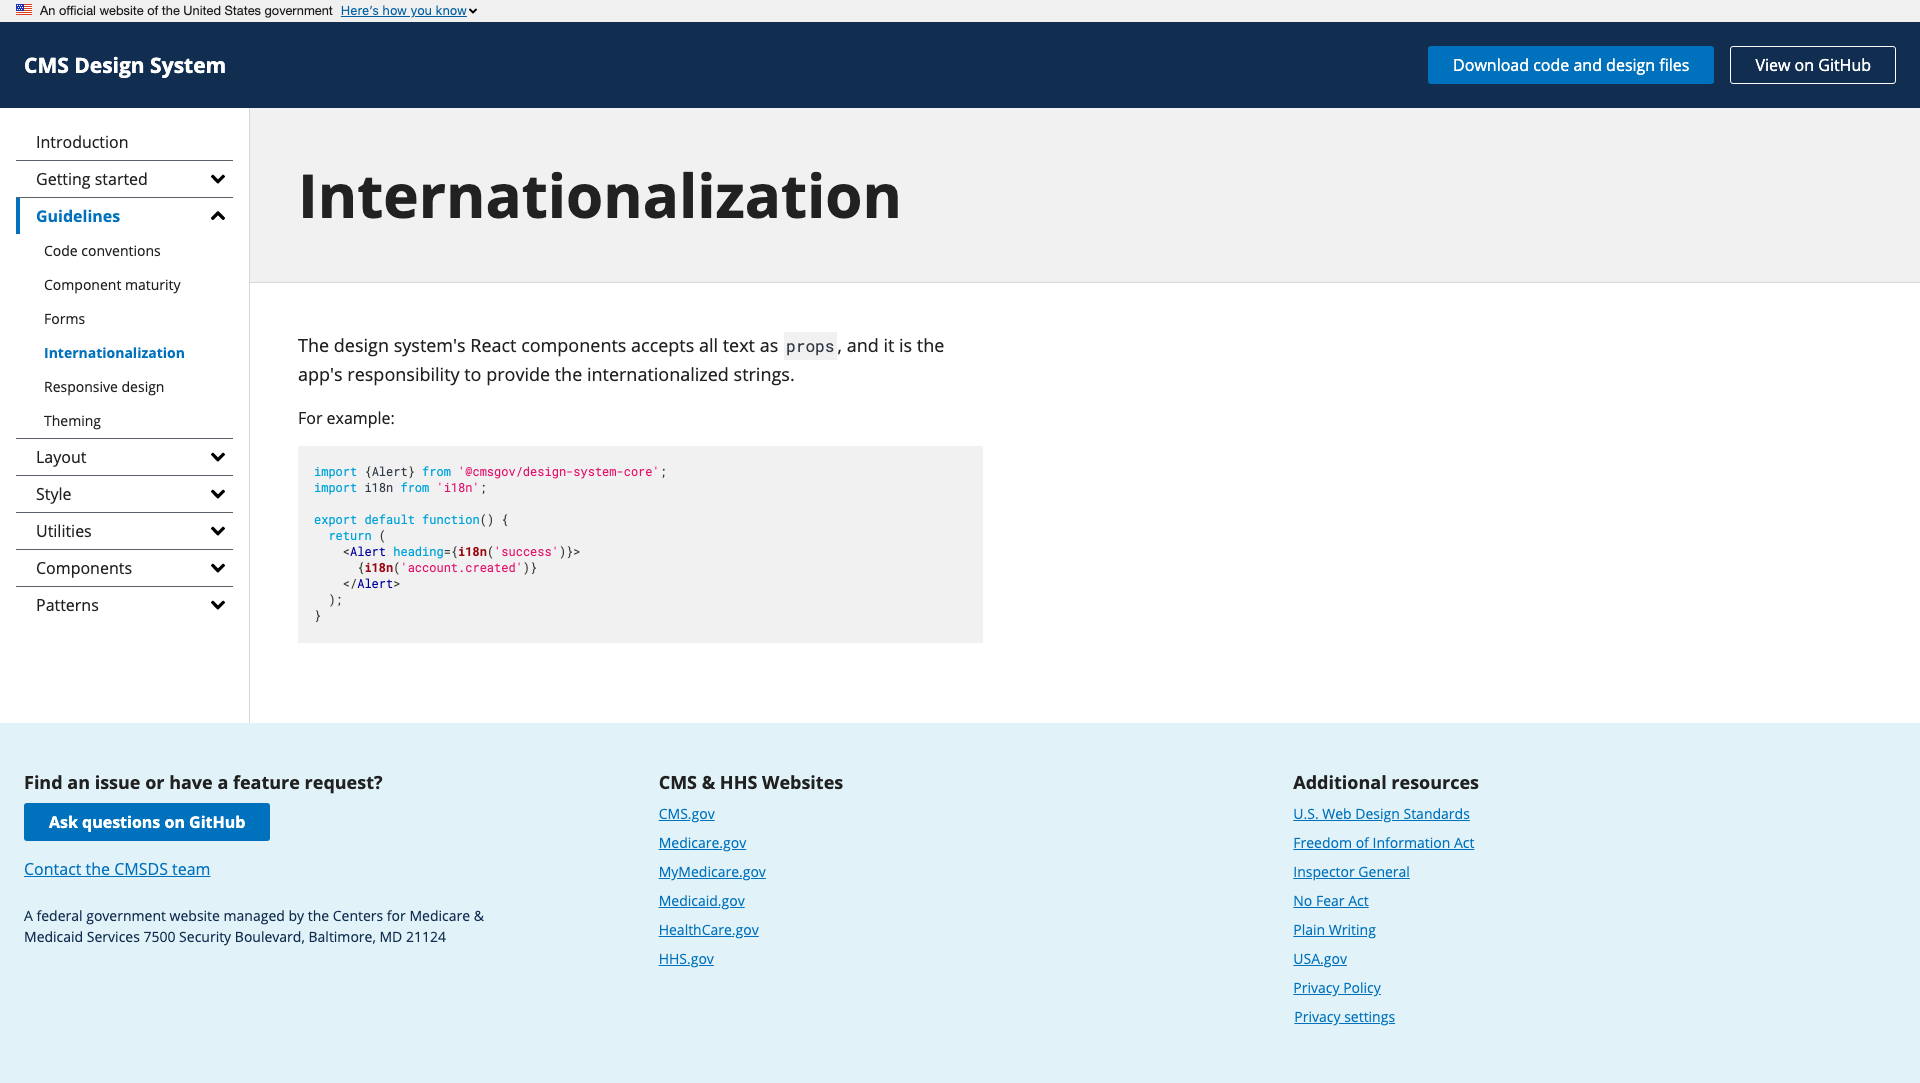 An official website of the United States government Here's how you know
CMS Design System
Download code and design files
View on GitHub
Introduction
Getting started
Guidelines
Code conventions
Component maturity
Forms
Internationalization
Responsive design
Theming
Layout
Style
Utilities
Components
Patterns
Internationalization
The design system's React components accepts all text as props, and it is the
app's responsibility to provide the internationalized strings.
For example:
import {Alert} from '@cmsgov/design-system-core';
import i18n from 'i18n';
export default function() {
  return (
    <Alert heading={i18n('success')}>
      {i18n('account.created')}
    </Alert>
  );
}
Find an issue or have a feature request?
Ask questions on GitHub
Contact the CMSDS team
A federal government website managed by the Centers for Medicare &
Medicaid Services 7500 Security Boulevard, Baltimore, MD 21124
CMS & HHS Websites
CMS.gov
Medicare.gov
MyMedicare.gov
Medicaid.gov
HealthCare.gov
HHS.gov
Additional resources
U.S. Web Design Standards
Freedom of Information Act
Inspector General
No Fear Act
Plain Writing
USA.gov
Privacy Policy
Privacy settings